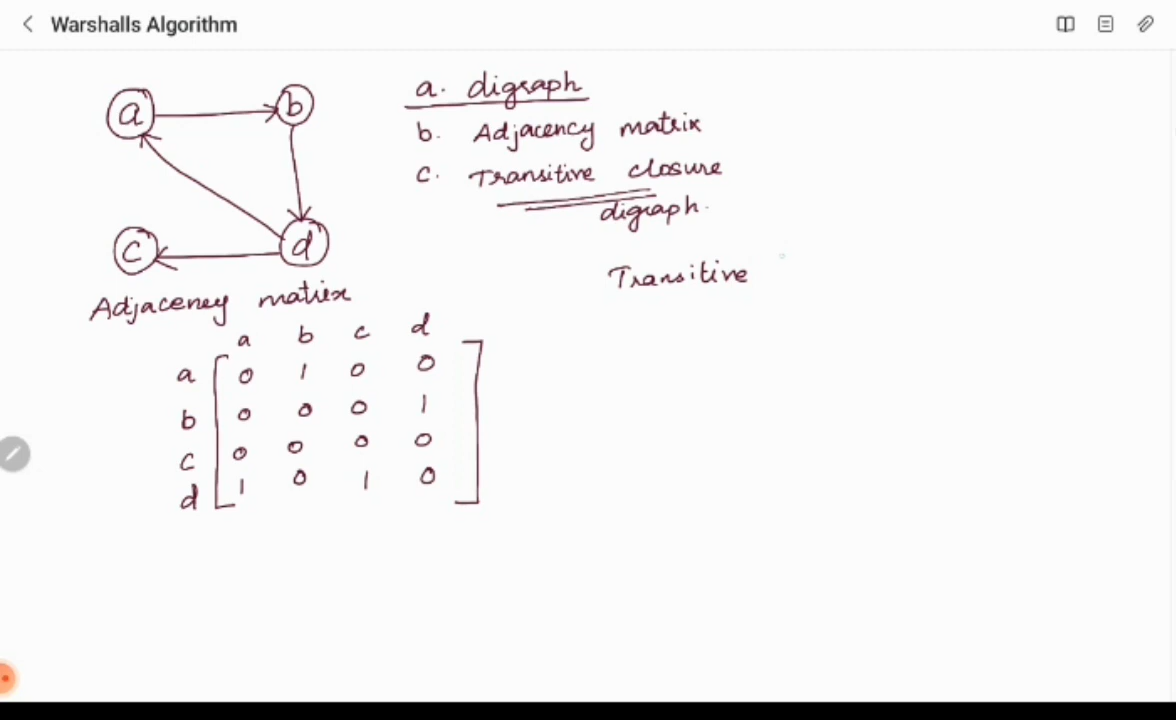 Warshalls Algorithm
a
b
c
d
a. digraph
b. Adjacency matrix
c. Transitive closure
digraph.
Adjacency matrix
Transitive
a b c d
a 0 1 0 0
b 0 0 0 1
c 0 0 0 0
d 1 0 1 0